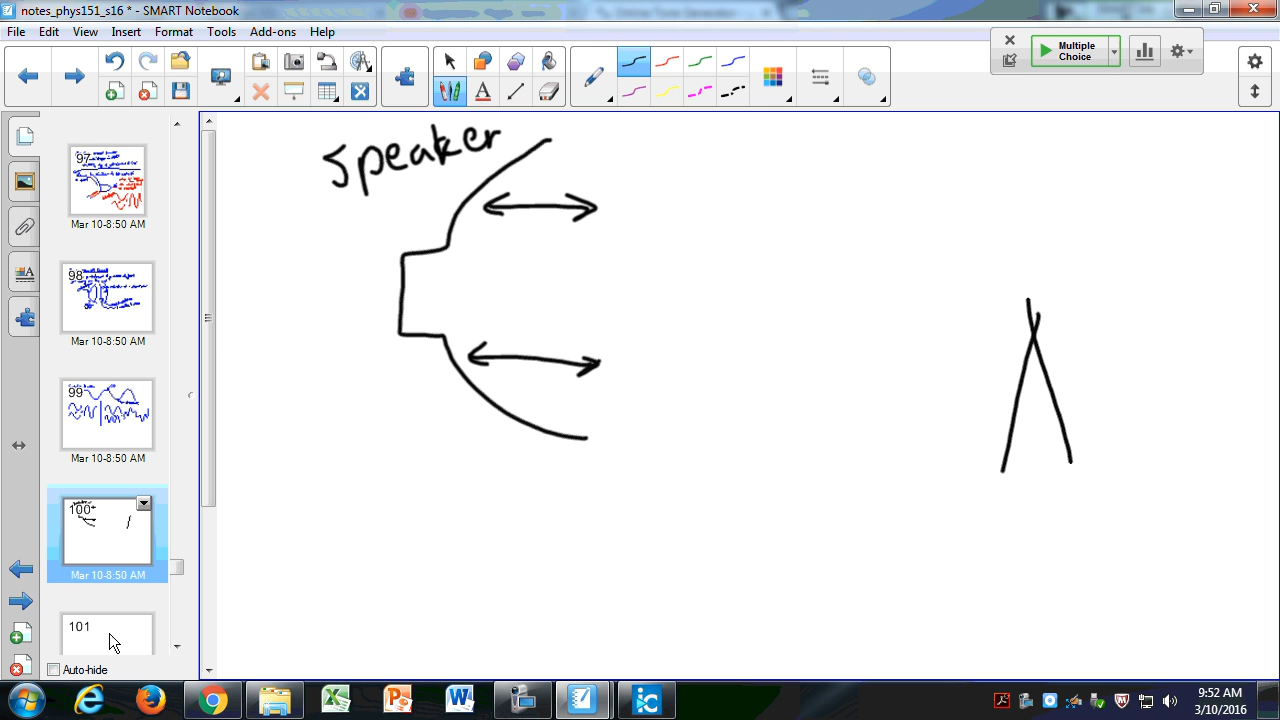 notes_phys151_s16 * - SMART Notebook
File Edit View Insert Format Tools Add-ons Help
Multiple
Choice
97
Mar 10-8:50 AM
98
Mar 10-8:50 AM
99
Mar 10-8:50 AM
100*
Mar 10-8:50 AM
101
Auto-hide
Speaker
9:52 AM
3/10/2016